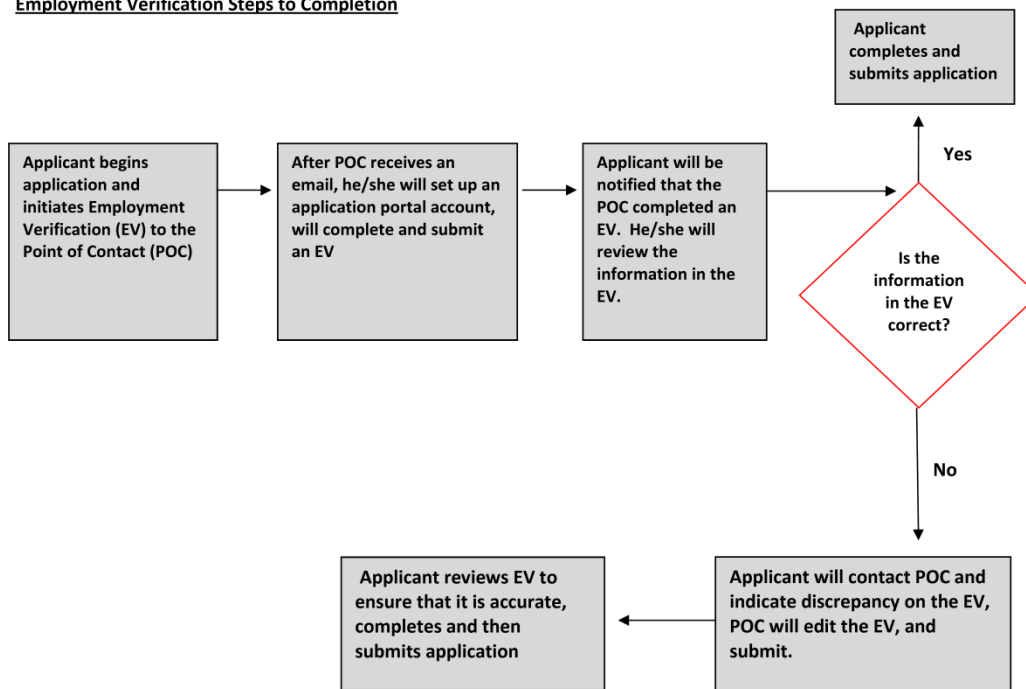 Employment Verification Steps to Completion
Applicant
completes and
submits application
Applicant begins
application and
initiates Employment
Verification (EV) to the
Point of Contact (POC)
After POC receives an
email, he/she will set up an
application portal account,
will complete and submit
an EV
Applicant will be
notified that the
POC completed an
EV.  He/she will
review the
information in the
EV.
Yes
Is the
information
in the EV
correct?
No
Applicant will contact POC and
indicate discrepancy on the EV,
POC will edit the EV, and
submit.
Applicant reviews EV to
ensure that it is accurate,
completes and then
submits application